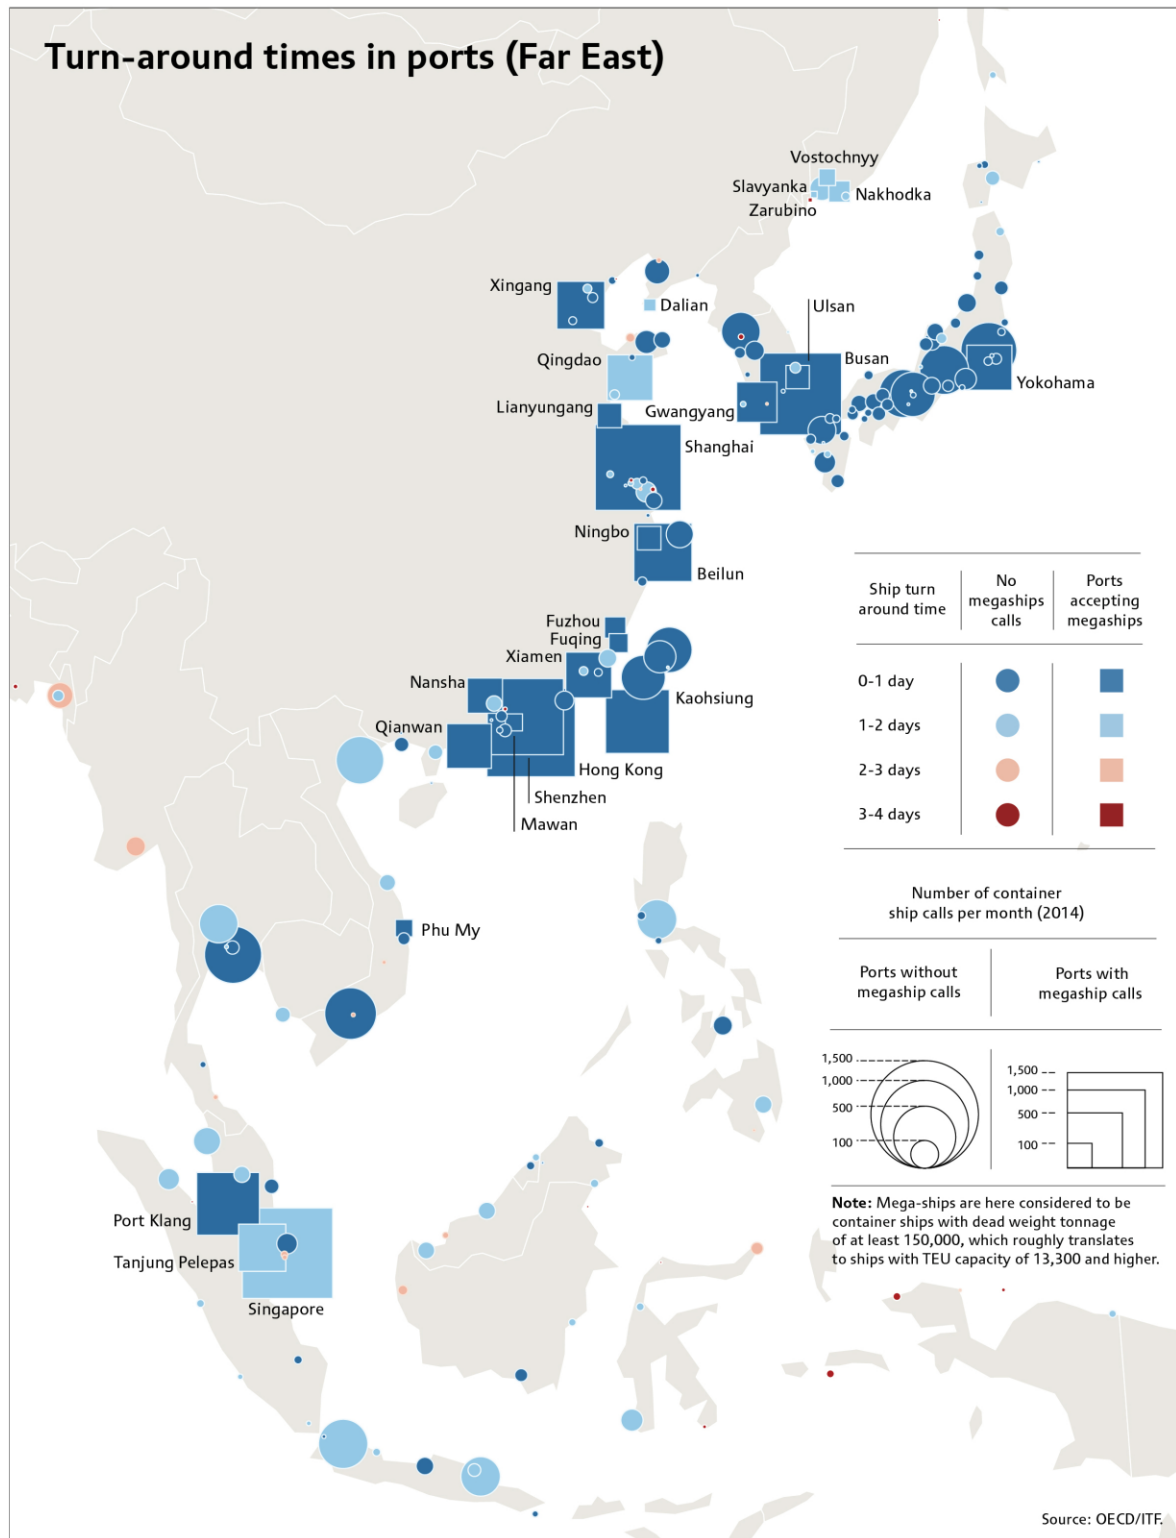 Turn-around times in ports (Far East)
Vostochnyy
Slavyanka
Nakhodka
Zarubino
Xingang
Dalian
Ulsan
Qingdao
Busan
Yokohama
Lianyungang
Gwangyang
Shanghai
Ningbo
Beilun
Fuzhou
Fuqing
Xiamen
Nansha
Kaohsiung
Qianwan
Hong Kong
Shenzhen
Mawan
Phu My
Port Klang
Tanjung Pelepas
Singapore
Ship turn
around time
No
megaships
calls
Ports
accepting
megaships
0-1 day
1-2 days
2-3 days
3-4 days
Number of container
ship calls per month (2014)
Ports without
megaship calls
Ports with
megaship calls
1,500
1,000
500
100
1,500
1,000
500
100
Note: Mega-ships are here considered to be
container ships with dead weight tonnage
of at least 150,000, which roughly translates
to ships with TEU capacity of 13,300 and higher.
Source: OECD/ITF.